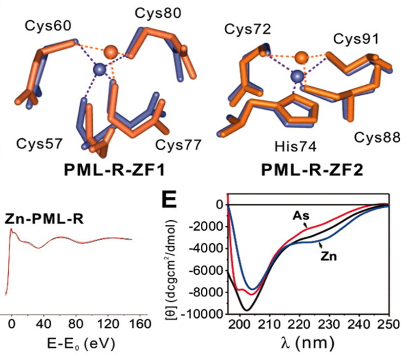 Cys60
Cys80
Cys57
Cys77
PML-R-ZF1
Cys72
Cys91
His74
Cys88
PML-R-ZF2
Zn-PML-R
0 40 80 120 160
E-E₀ (eV)
E
[θ] (dcgcm²/dmol)
0
-2000
-4000
-6000
-8000
-10000
As
Zn
200 210 220 230 240 250
λ (nm)